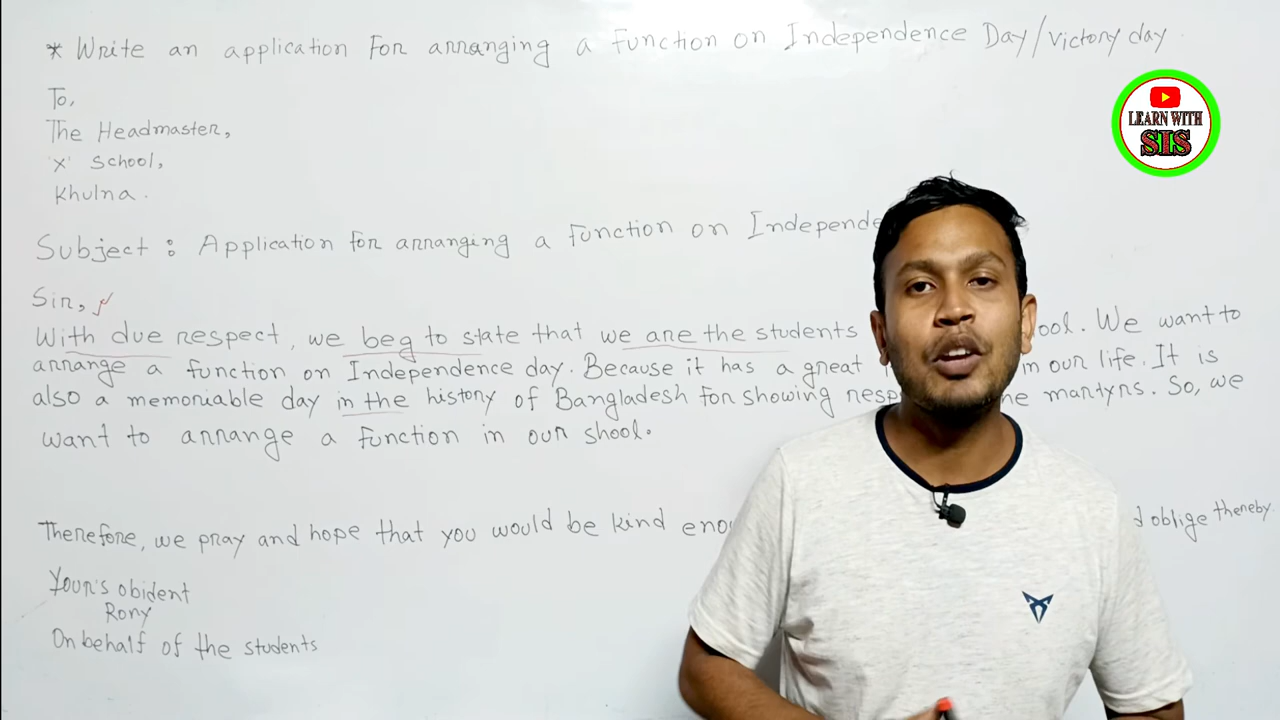 * Write an application For arranging a function on Independence Day/victory day
To,
The Headmaster,
'X' School,
Khulna.
Subject : Application for arranging a function on Independe
Sir,
With due respect, we beg to state that we are the students ool. We want to
arrange a function on Independence day. Because it has a great in our life. It is
also a memoriable day in the history of Bangladesh for showing resp he martyrs. So, we
want to arrange a function in our shool.
Therefore, we pray and hope that you would be kind eno d oblige thereby.
Your's obident
Rony
On behalf of the students
LEARN WITH
SIS